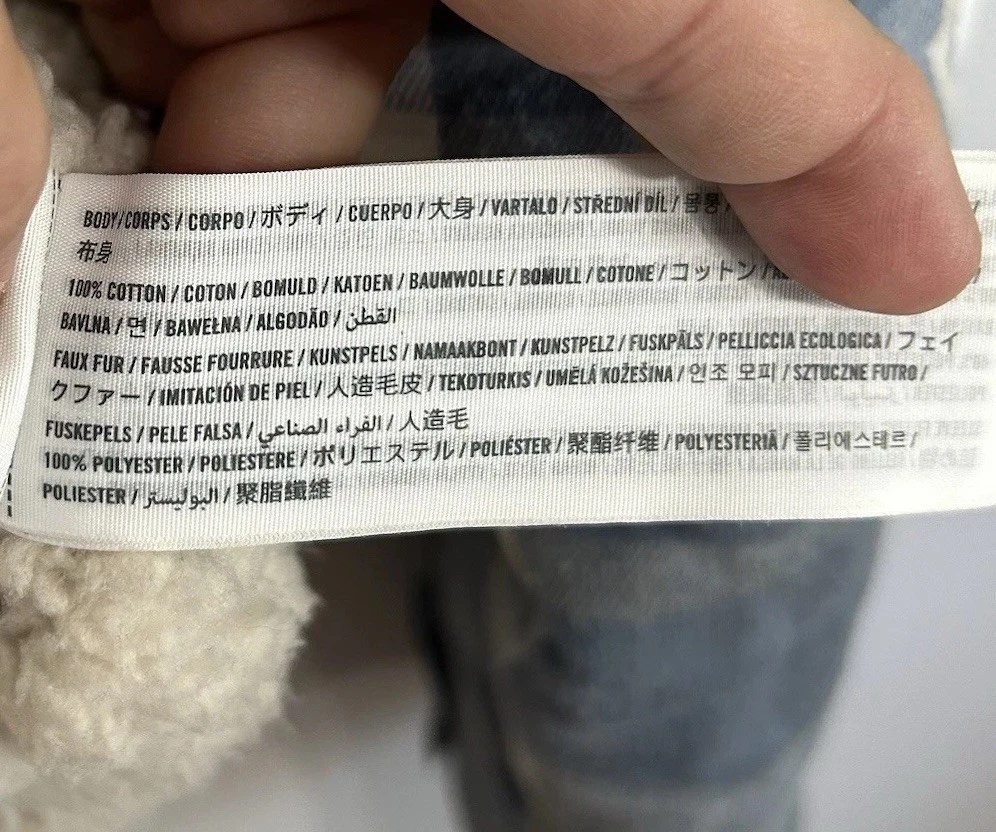 BODY/CORPS / CORPO / ボディ / CUERPO / 大身 / VARTALO / STŘEDNÍ DÍL / 몸통 /
布身
100% COTTON / COTON / BOMULD / KATOEN / BAUMWOLLE / BOMULL / COTONE / コットン /
BAVLNA / 면 / BAWEŁNA / ALGODÃO / القطن
FAUX FUR / FAUSSE FOURRURE / KUNSTPELS / NAMAAKBONT / KUNSTPELZ / FUSKPÄLS / PELLICCIA ECOLOGICA / フェイ
クファー / IMITACIÓN DE PIEL / 人造毛皮 / TEKOTURKIS / UMĚLÁ KOŽEŠINA / 인조 모피 / SZTUCZNE FUTRO /
FUSKEPELS / PELE FALSA / الفراء الصناعي / 人造毛
100% POLYESTER / POLIESTERE / ポリエステル / POLIÉSTER / 聚酯纤维 / POLYESTERIÄ / 폴리에스테르 /
POLIESTER / البوليستر / 聚脂纖維